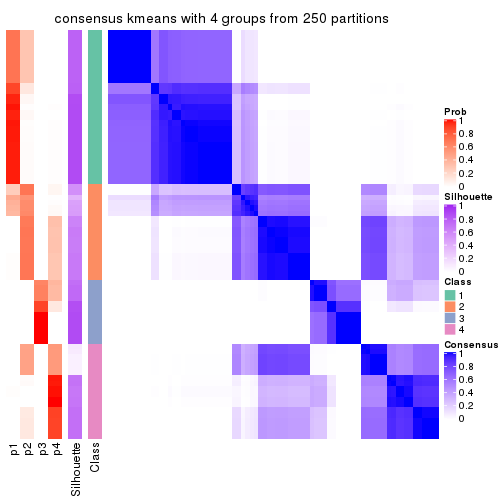 consensus kmeans with 4 groups from 250 partitions
Prob
1
0.8
0.6
0.4
0.2
0
Silhouette
1
0.8
0.6
0.4
0.2
0
Class
1
2
3
4
Consensus
1
0.8
0.6
0.4
0.2
0
p1
p2
p3
p4
Silhouette
Class